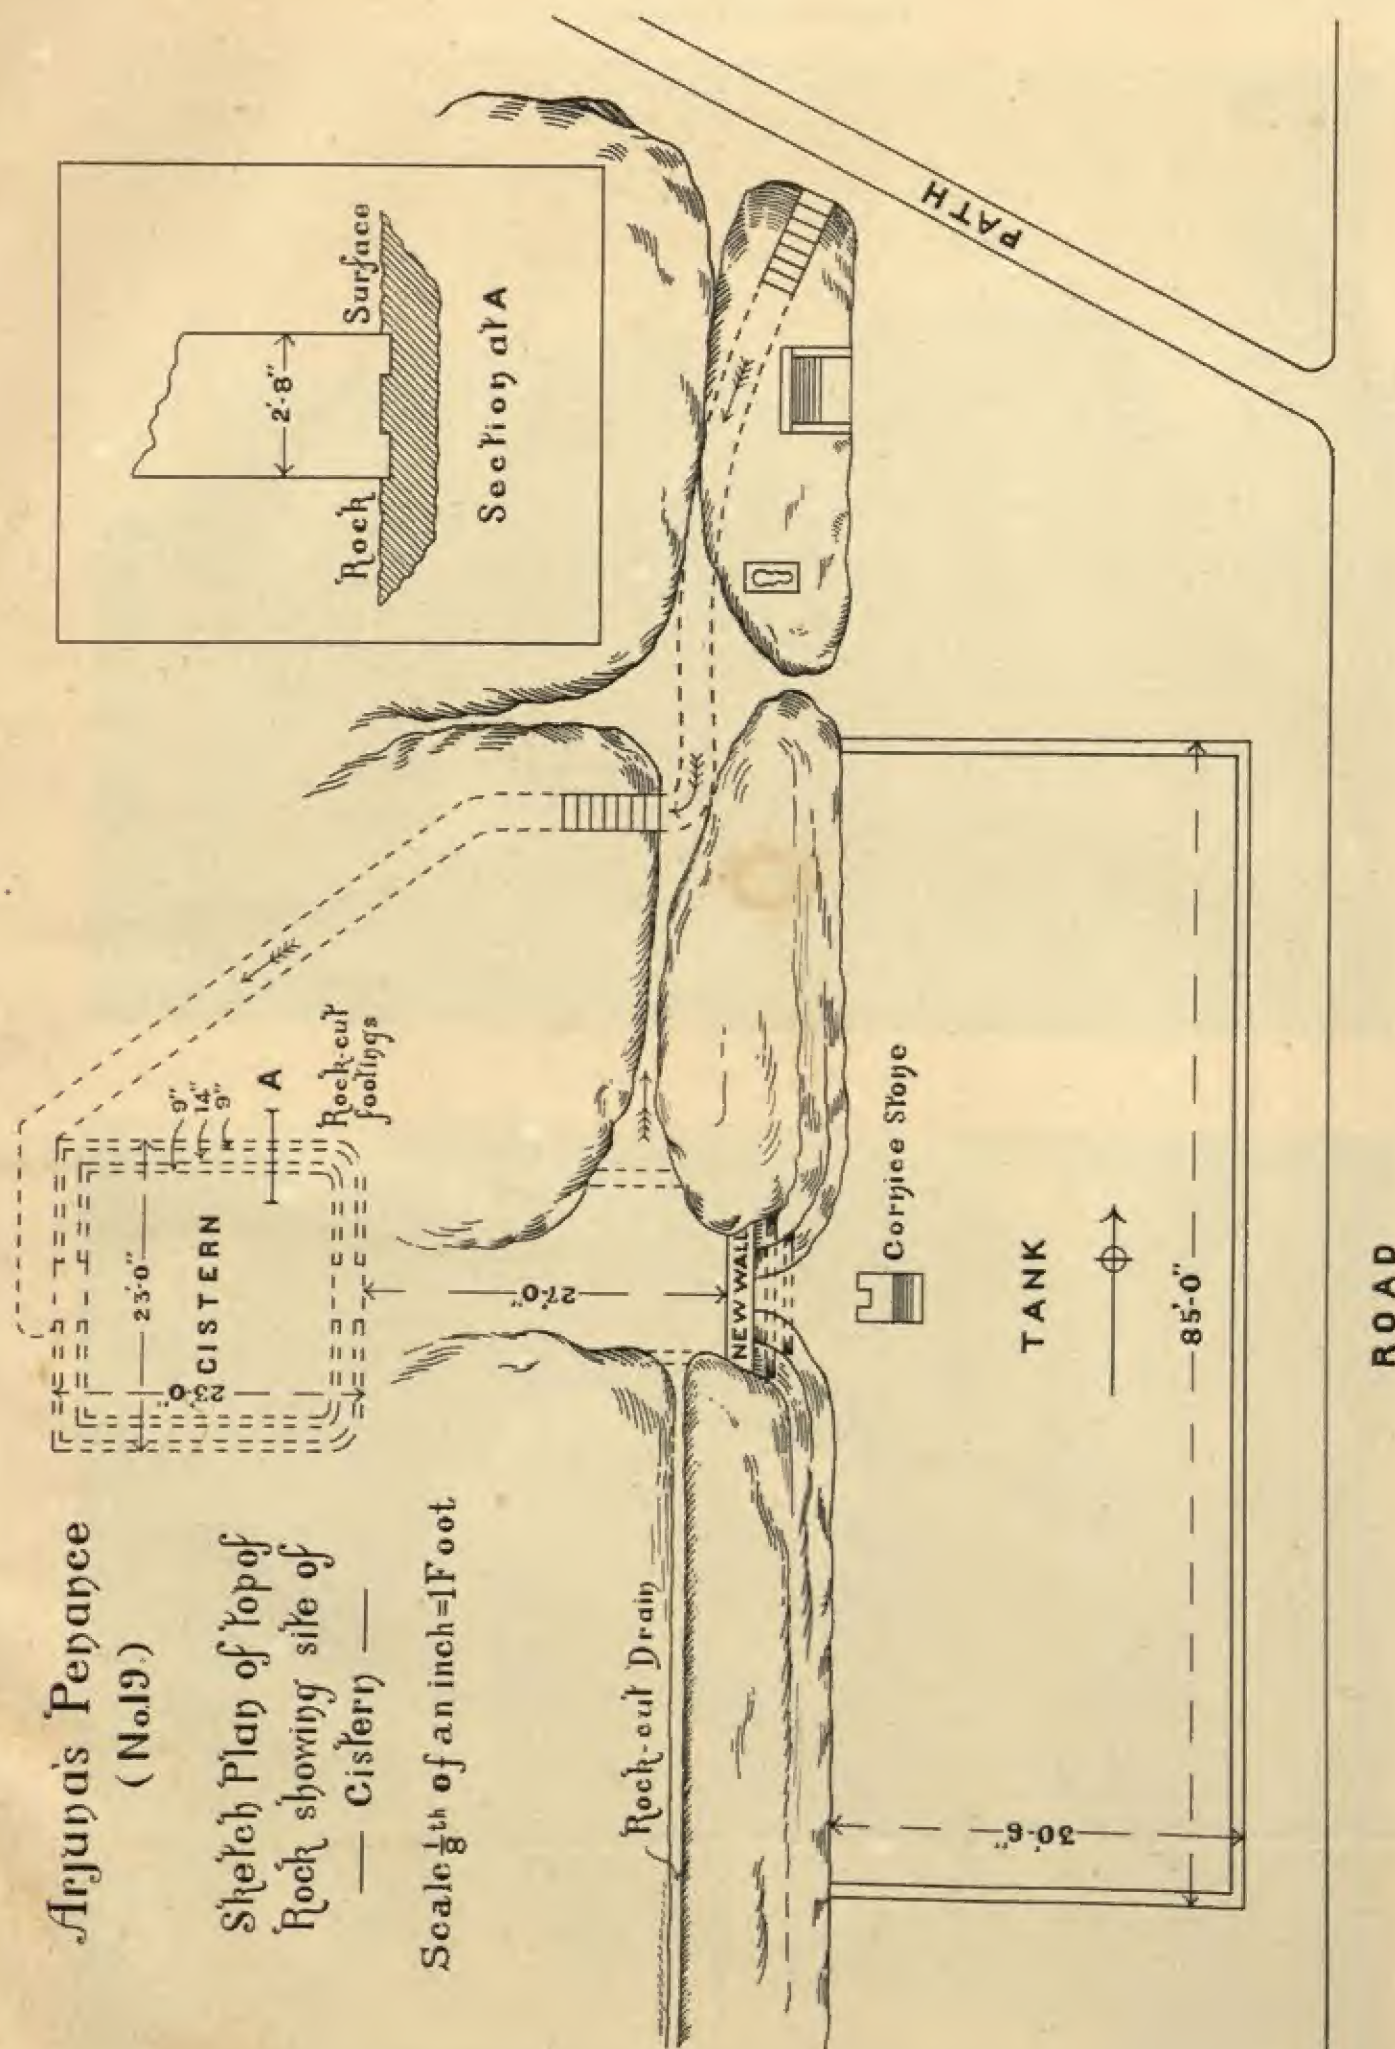 Arjuna's Penance
(No.19.)
Sketch Plan of top of
Rock showing site of
— Cistern —
Scale 1/8th of an inch=1Foot
CISTERN
23'-0"
23'-0"
9"
14"
9"
A
Rock-cut
footings
27'-0"
NEW WALL
Rock-cut Drain
Cornice Stone
TANK
85'-0"
30'-6"
ROAD
PATH
Rock Surface
2'-8"
Section at A